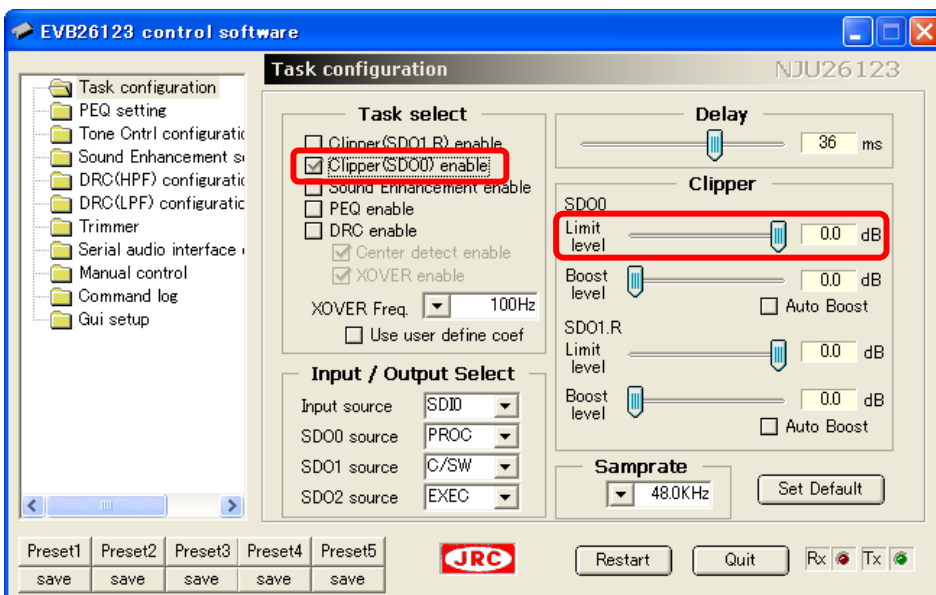 EVB26123 control software
Task configuration
PEQ setting
Tone Cntrl configuratic
Sound Enhancement s
DRC(HPF) configuratic
DRC(LPF) configuratic
Trimmer
Serial audio interface
Manual control
Command log
Gui setup
Task configuration
NJU26123
Task select
Clipper(SDO1.R) enable
Clipper(SDO0) enable
Sound Enhancement enable
PEQ enable
DRC enable
Center detect enable
XOVER enable
XOVER Freq. 100Hz
Use user define coef
Input / Output Select
Input source SDI0
SDO0 source PROC
SDO1 source C/SW
SDO2 source EXEC
Delay
36 ms
Clipper
SDO0
Limit level 0.0 dB
Boost level 0.0 dB
Auto Boost
SDO1.R
Limit level 0.0 dB
Boost level 0.0 dB
Auto Boost
Samprate
48.0KHz
Set Default
Preset1 Preset2 Preset3 Preset4 Preset5
save save save save save
JRC
Restart
Quit
Rx Tx